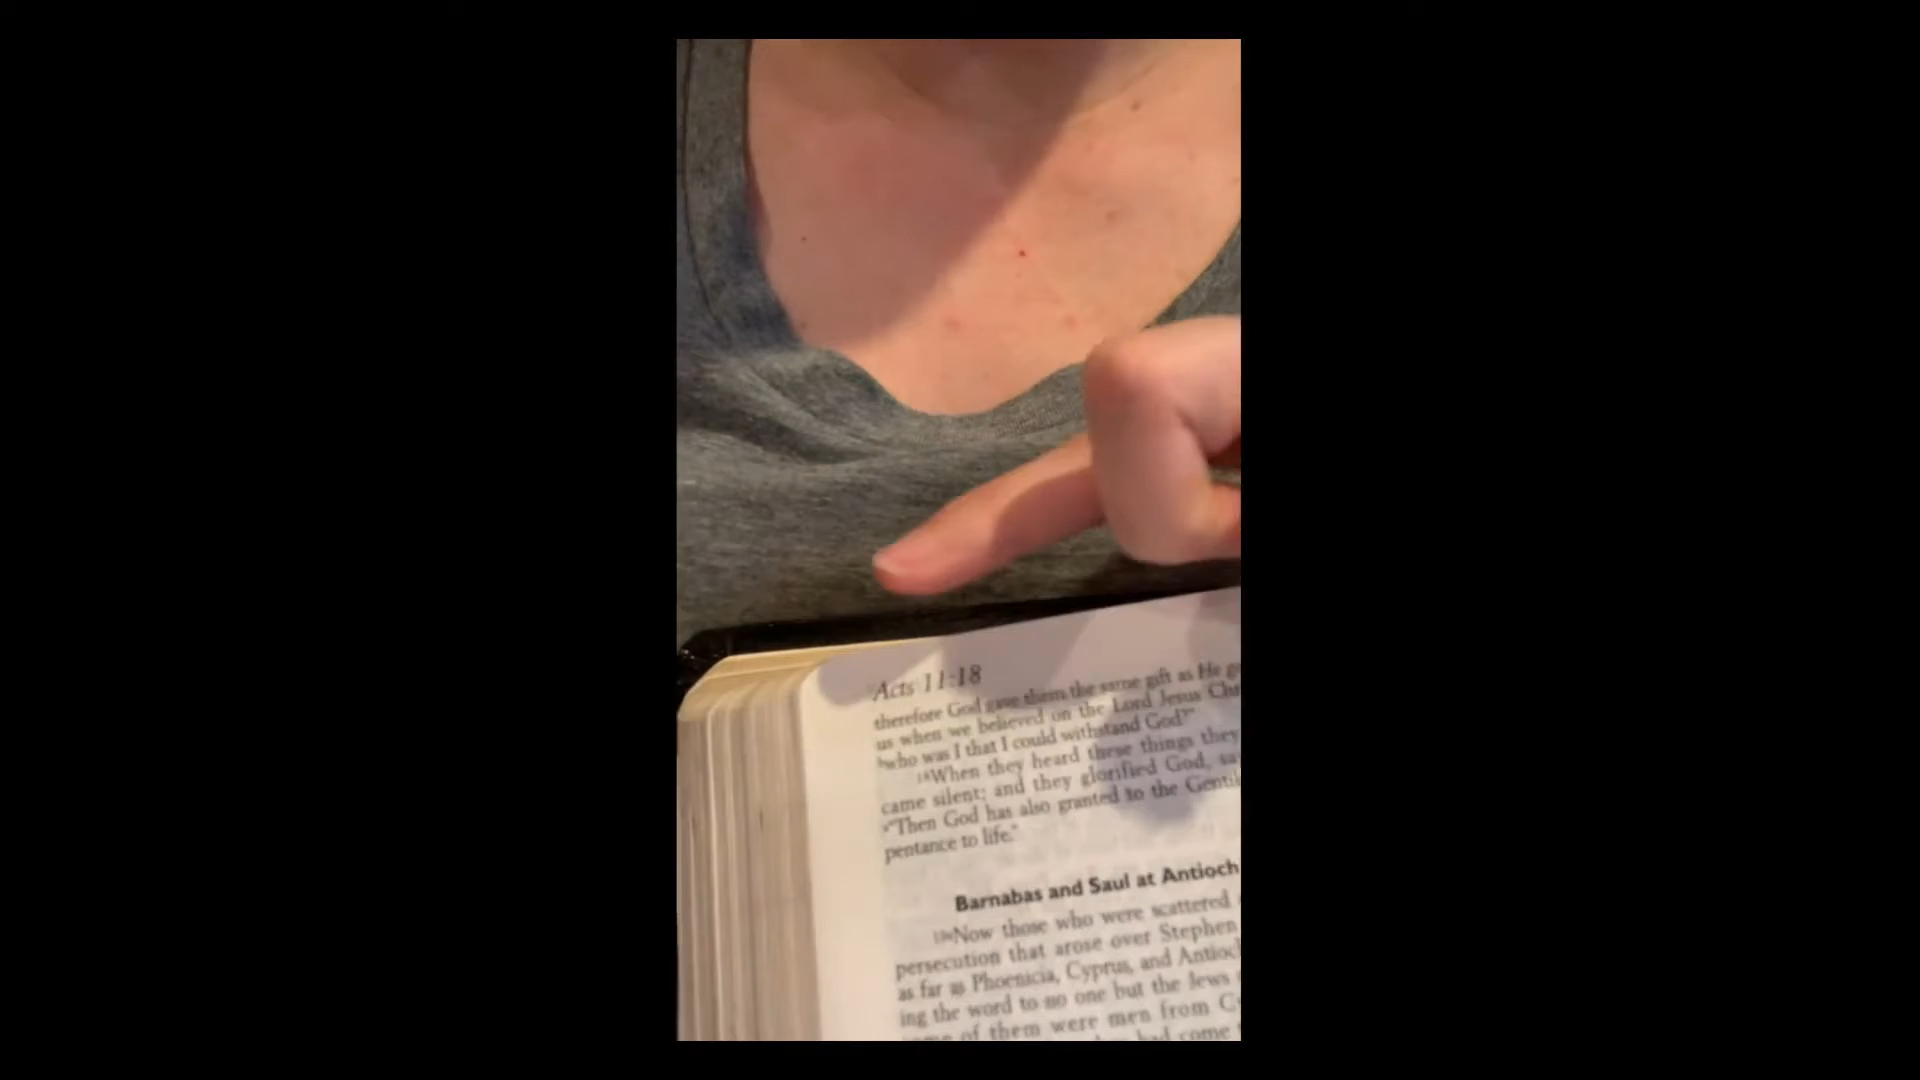 Acts 11:18
therefore God gave them the same gift as He
us when we believed on the Lord Jesus
who was I that I could withstand God?"
18When they heard these things they
came silent; and they glorified God,
"Then God has also granted to the
pentance to life."
Barnabas and Saul at Antioch
Now those who were scattered
persecution that arose over Stephen
as far as Phoenicia, Cyprus, and
ing the word to no one but the Jews
of them were men from
had come